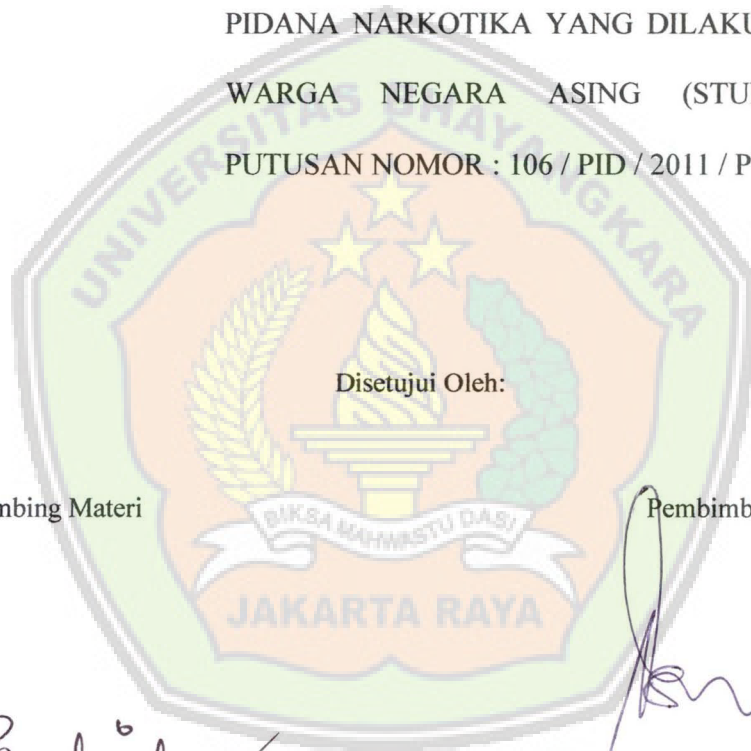 PIDANA NARKOTIKA YANG DILAKU
WARGA NEGARA ASING (STU
PUTUSAN NOMOR : 106 / PID / 2011 / P
UNIVERSITAS BHAYANGKARA
Disetujui Oleh:
mbing Materi
Pembimb
BIKSA MAHWASTU DASI
JAKARTA RAYA